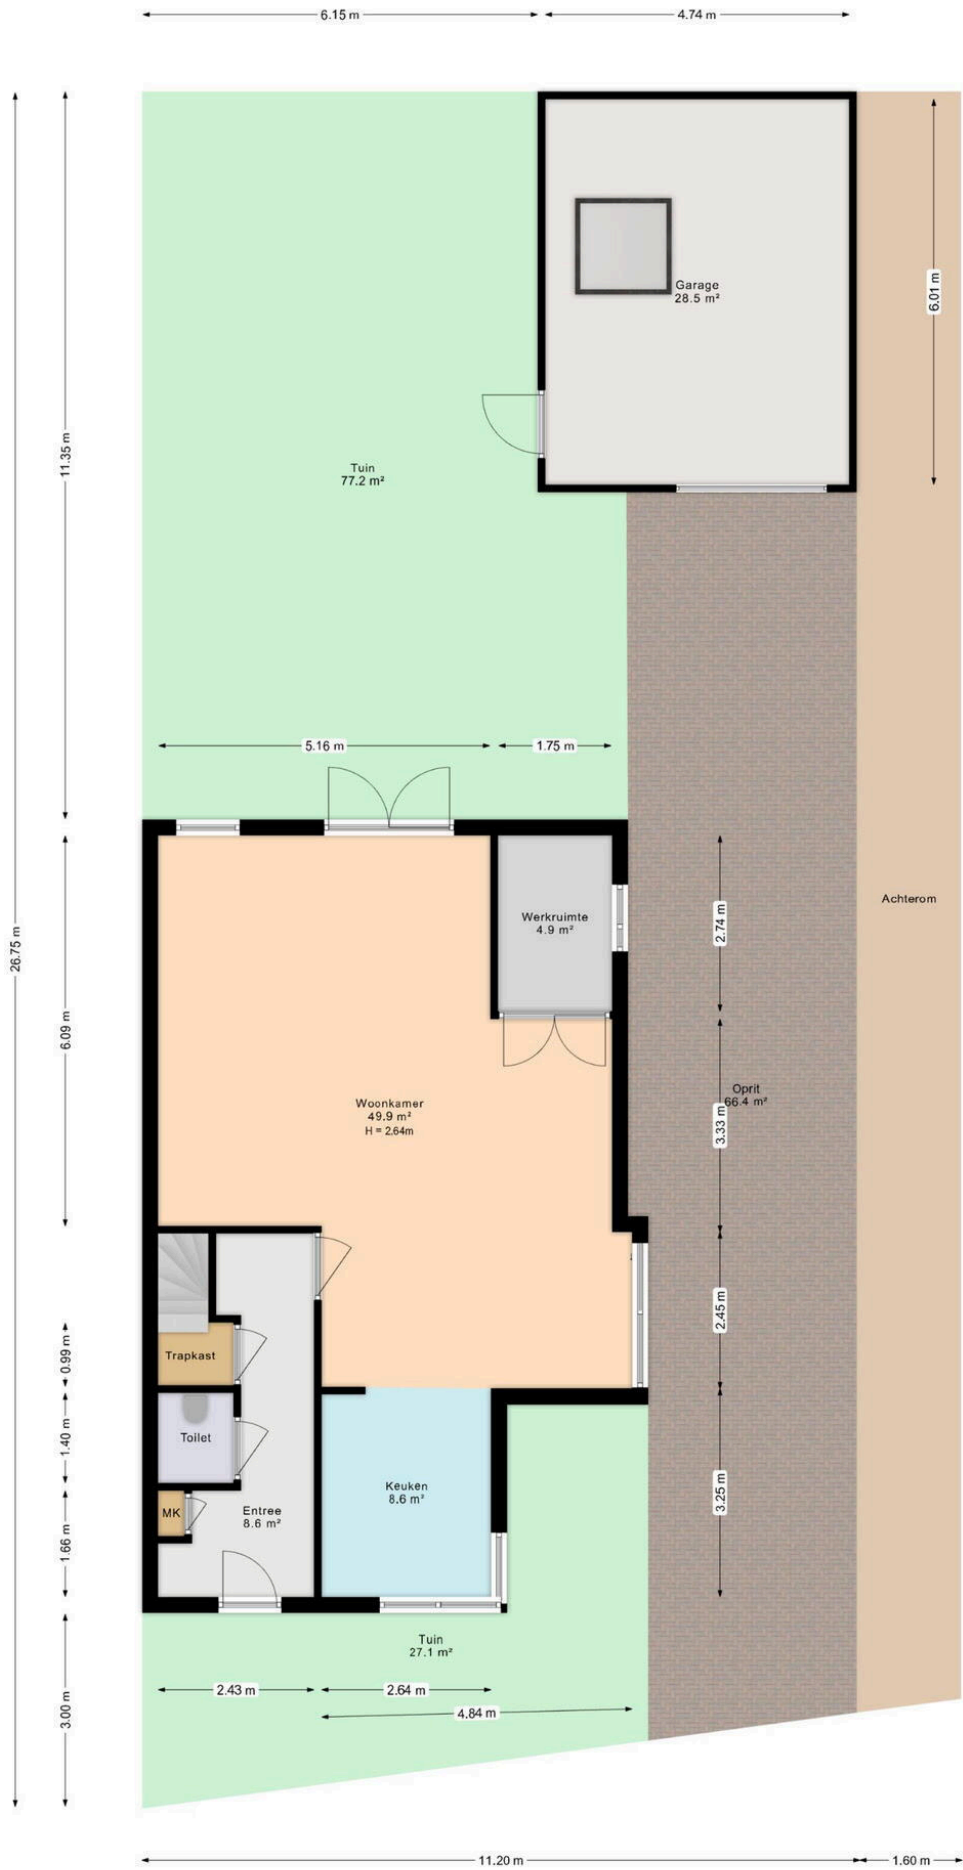 6.15 m
4.74 m
Garage
28.5 m²
6.01 m
11.35 m
Tuin
77.2 m²
5.16 m
1.75 m
Werkruimte
4.9 m²
2.74 m
Achterom
26.75 m
6.09 m
Woonkamer
49.9 m²
H = 2.64m
Oprit
66.4 m²
3.33 m
2.45 m
0.99 m
Trapkast
1.40 m
Toilet
Keuken
8.6 m²
3.25 m
1.66 m
MK
Entree
8.6 m²
Tuin
27.1 m²
2.43 m
2.64 m
4.84 m
3.00 m
11.20 m
1.60 m